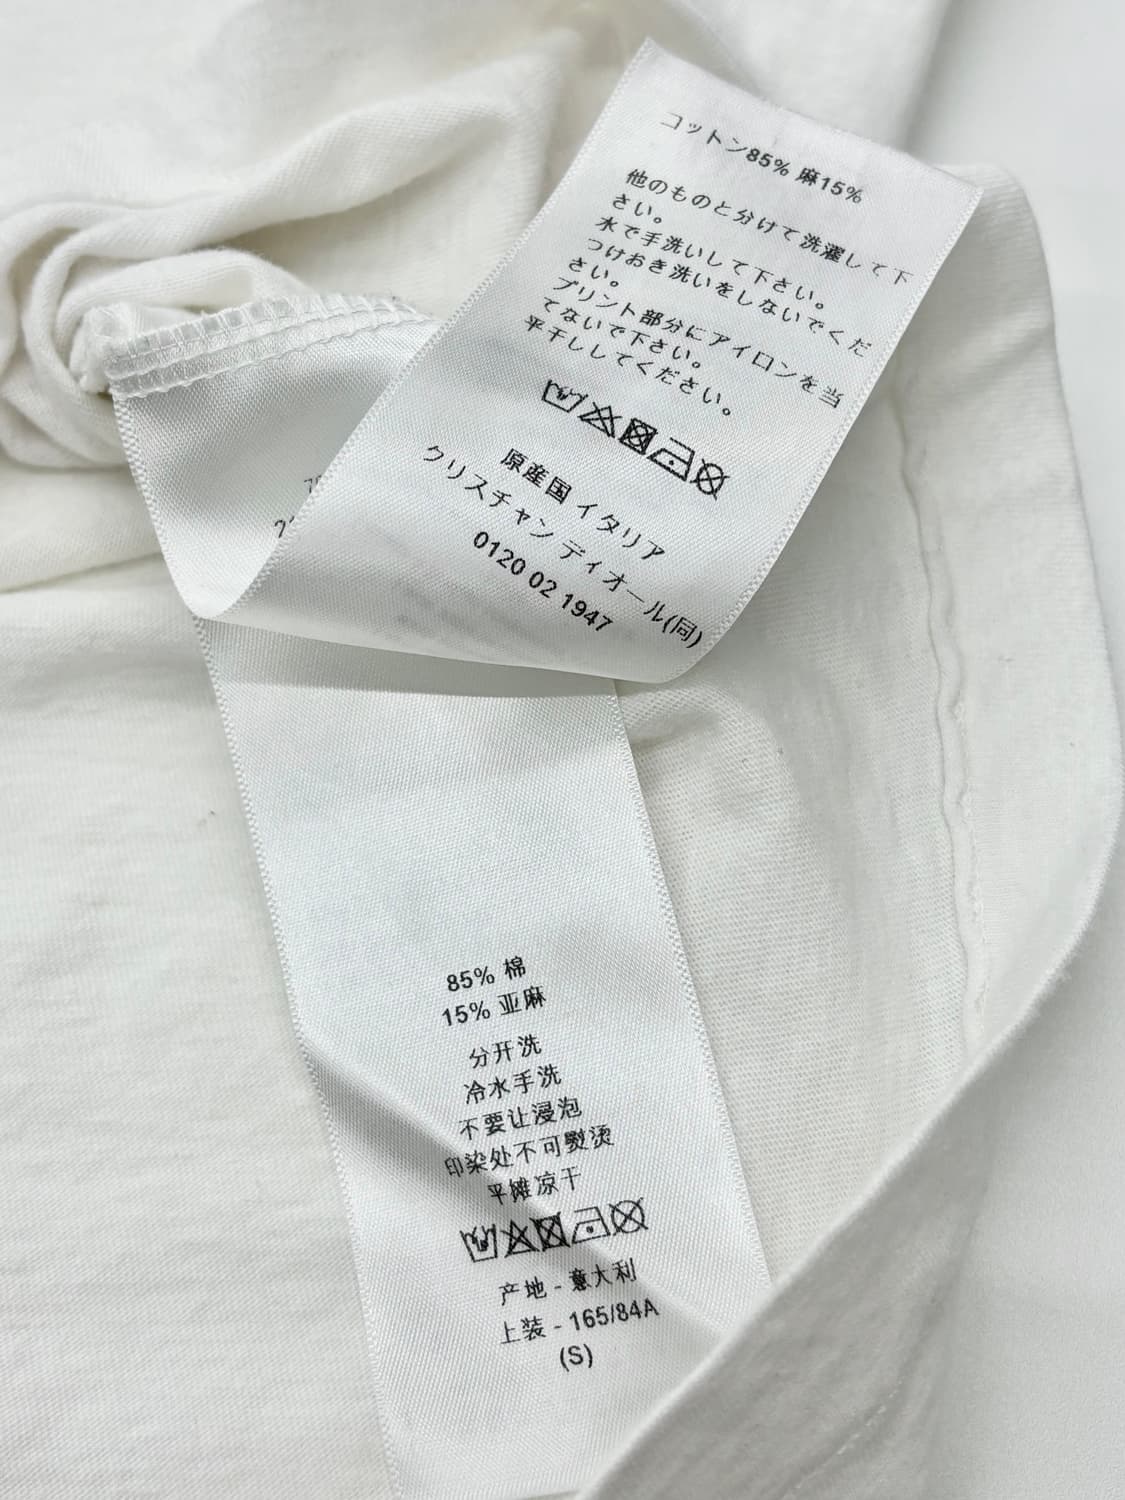 コットン85% 麻15%
他のものと分けて洗濯して下
さい。
水で手洗いして下さい。
つけおき洗いをしないでくだ
さい。
プリント部分にアイロンを当
てないで下さい。
平干ししてください。
原産国 イタリア
クリスチャン ディオール(同)
0120 02 1947
85% 棉
15% 亚麻
分开洗
冷水手洗
不要让浸泡
印染处不可熨烫
平摊凉干
产地 - 意大利
上装 - 165/84A
(S)